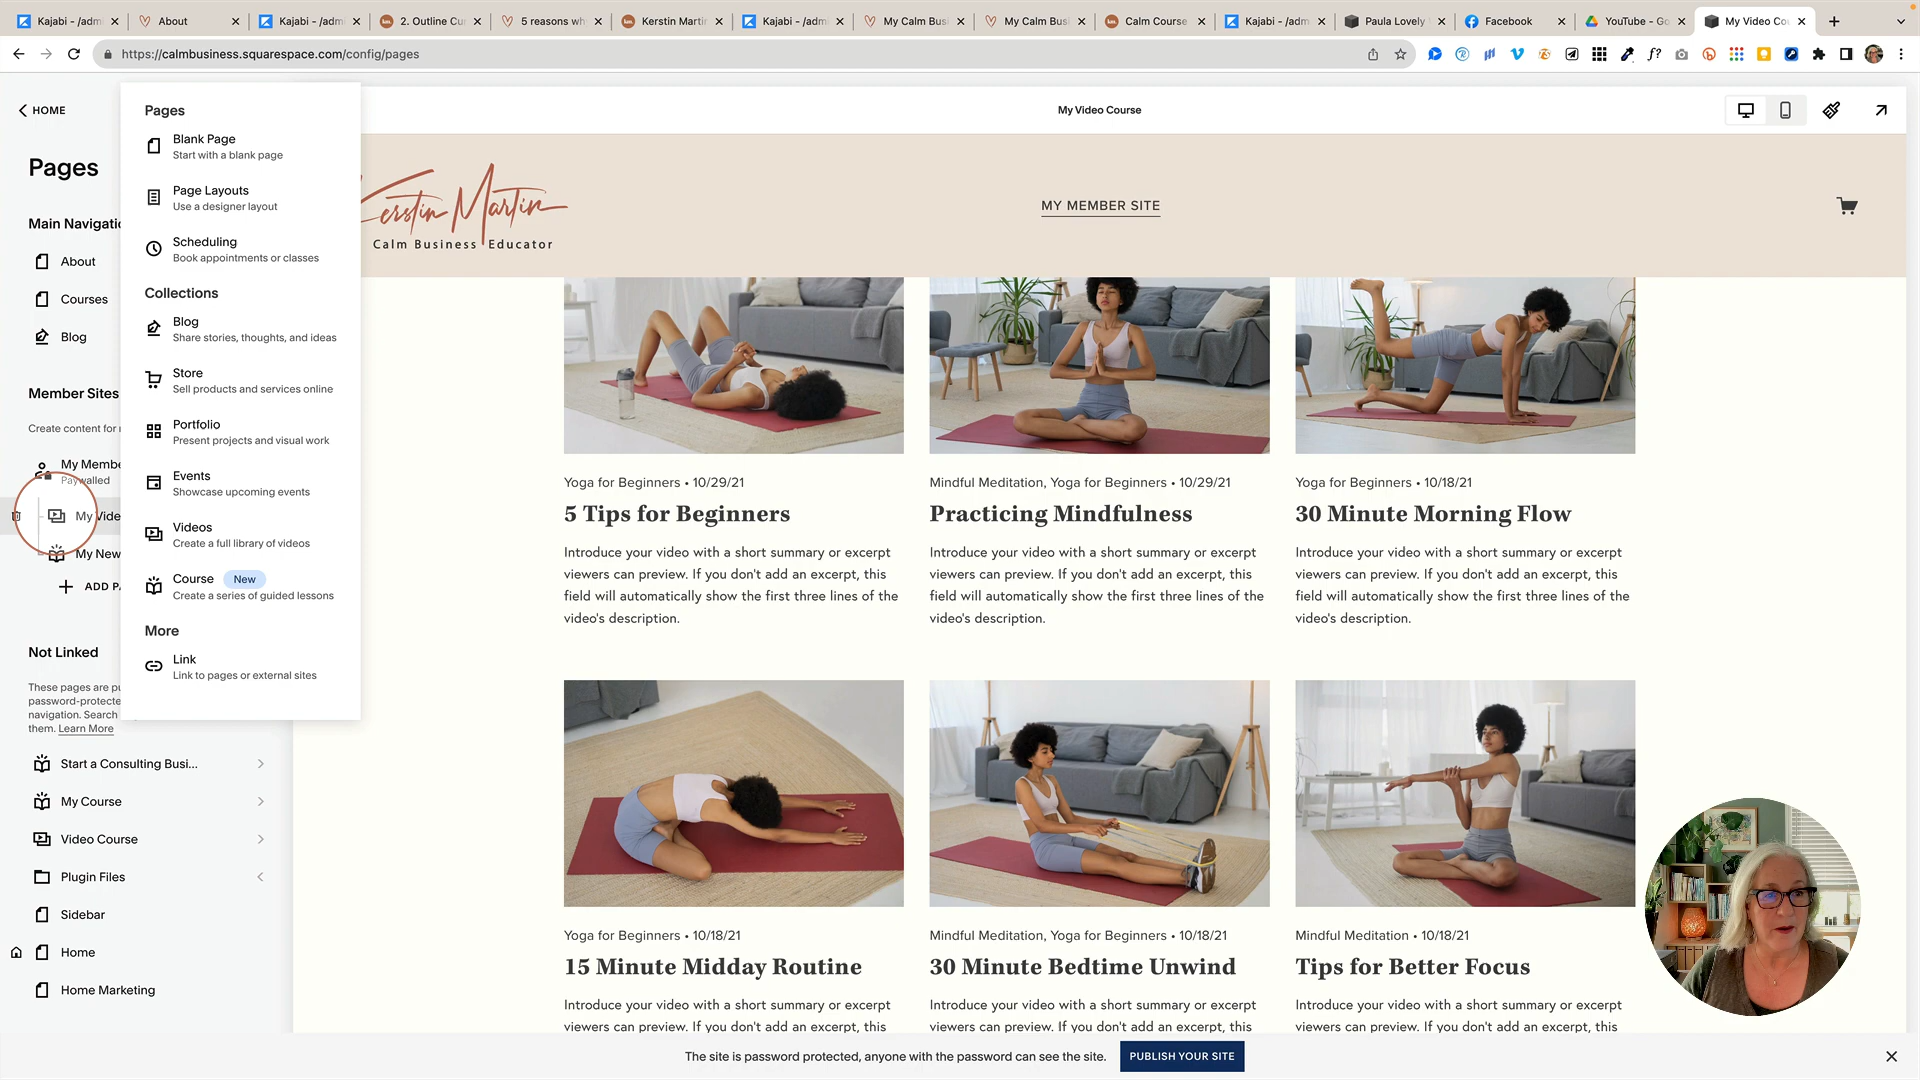 Kajabi - /adm
About
Kajabi - /adm
2. Outline Cu
5 reasons wh
Kerstin Marti
Kajabi - /adm
My Calm Busi
My Calm Busi
Calm Course
Kajabi - /adm
Paula Lovely
Facebook
YouTube - Go
My Video Co
https://calmbusiness.squarespace.com/config/pages
HOME
Pages
Main Navigatio
About
Courses
Blog
Member Sites
Create content for
My Membe
Paywalled
My Vide
My New
ADD PA
Not Linked
These pages are pu
password-protecte
navigation. Search
them. Learn More
Start a Consulting Busi...
My Course
Video Course
Plugin Files
Sidebar
Home
Home Marketing
Pages
Blank Page
Start with a blank page
Page Layouts
Use a designer layout
Scheduling
Book appointments or classes
Collections
Blog
Share stories, thoughts, and ideas
Store
Sell products and services online
Portfolio
Present projects and visual work
Events
Showcase upcoming events
Videos
Create a full library of videos
Course New
Create a series of guided lessons
More
Link
Link to pages or external sites
My Video Course
Kerstin Martin
Calm Business Educator
MY MEMBER SITE
Yoga for Beginners • 10/29/21
5 Tips for Beginners
Introduce your video with a short summary or excerpt
viewers can preview. If you don't add an excerpt, this
field will automatically show the first three lines of the
video's description.
Mindful Meditation, Yoga for Beginners • 10/29/21
Practicing Mindfulness
Introduce your video with a short summary or excerpt
viewers can preview. If you don't add an excerpt, this
field will automatically show the first three lines of the
video's description.
Yoga for Beginners • 10/18/21
30 Minute Morning Flow
Introduce your video with a short summary or excerpt
viewers can preview. If you don't add an excerpt, this
field will automatically show the first three lines of the
video's description.
Yoga for Beginners • 10/18/21
15 Minute Midday Routine
Introduce your video with a short summary or excerpt
viewers can preview. If you don't add an excerpt, this
Mindful Meditation, Yoga for Beginners • 10/18/21
30 Minute Bedtime Unwind
Introduce your video with a short summary or excerpt
viewers can preview. If you don't add an excerpt, this
Mindful Meditation • 10/18/21
Tips for Better Focus
Introduce your video with a short summary or excerpt
viewers can preview. If you don't add an excerpt, this
The site is password protected, anyone with the password can see the site.
PUBLISH YOUR SITE